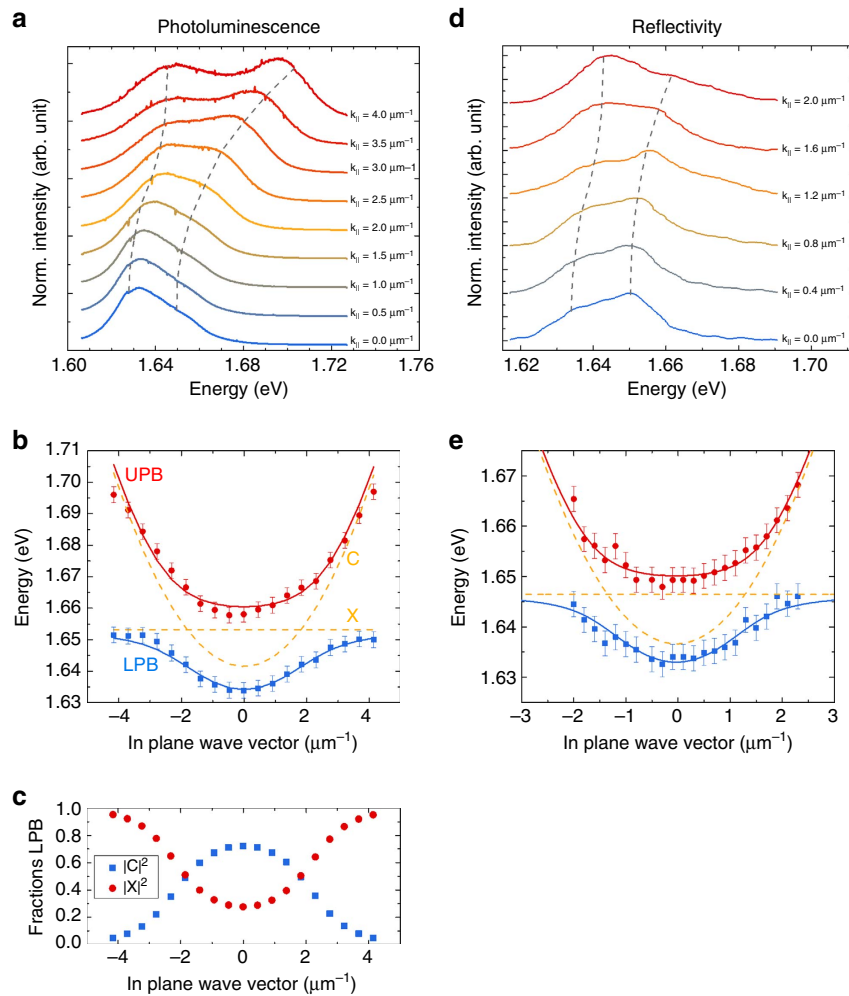 a
Photoluminescence
Norm. intensity (arb. unit)
k|| = 4.0 μm⁻¹
k|| = 3.5 μm⁻¹
k|| = 3.0 μm–1
k|| = 2.5 μm⁻¹
k|| = 2.0 μm⁻¹
k|| = 1.5 μm⁻¹
k|| = 1.0 μm⁻¹
k|| = 0.5 μm⁻¹
k|| = 0.0 μm⁻¹
1.60 1.64 1.68 1.72 1.76
Energy (eV)
d
Reflectivity
Norm. intensity (arb. unit)
k|| = 2.0 μm⁻¹
k|| = 1.6 μm⁻¹
k|| = 1.2 μm⁻¹
k|| = 0.8 μm⁻¹
k|| = 0.4 μm⁻¹
k|| = 0.0 μm⁻¹
1.62 1.64 1.66 1.68 1.70
Energy (eV)
b
Energy (eV)
1.71
1.70
1.69
1.68
1.67
1.66
1.65
1.64
1.63
UPB
C
X
LPB
−4 −2 0 2 4
In plane wave vector (μm⁻¹)
e
Energy (eV)
1.67
1.66
1.65
1.64
1.63
−3 −2 −1 0 1 2 3
In plane wave vector (μm⁻¹)
c
Fractions LPB
1.0
0.8
0.6
0.4
0.2
0.0
|C|²
|X|²
−4 −2 0 2 4
In plane wave vector (μm⁻¹)